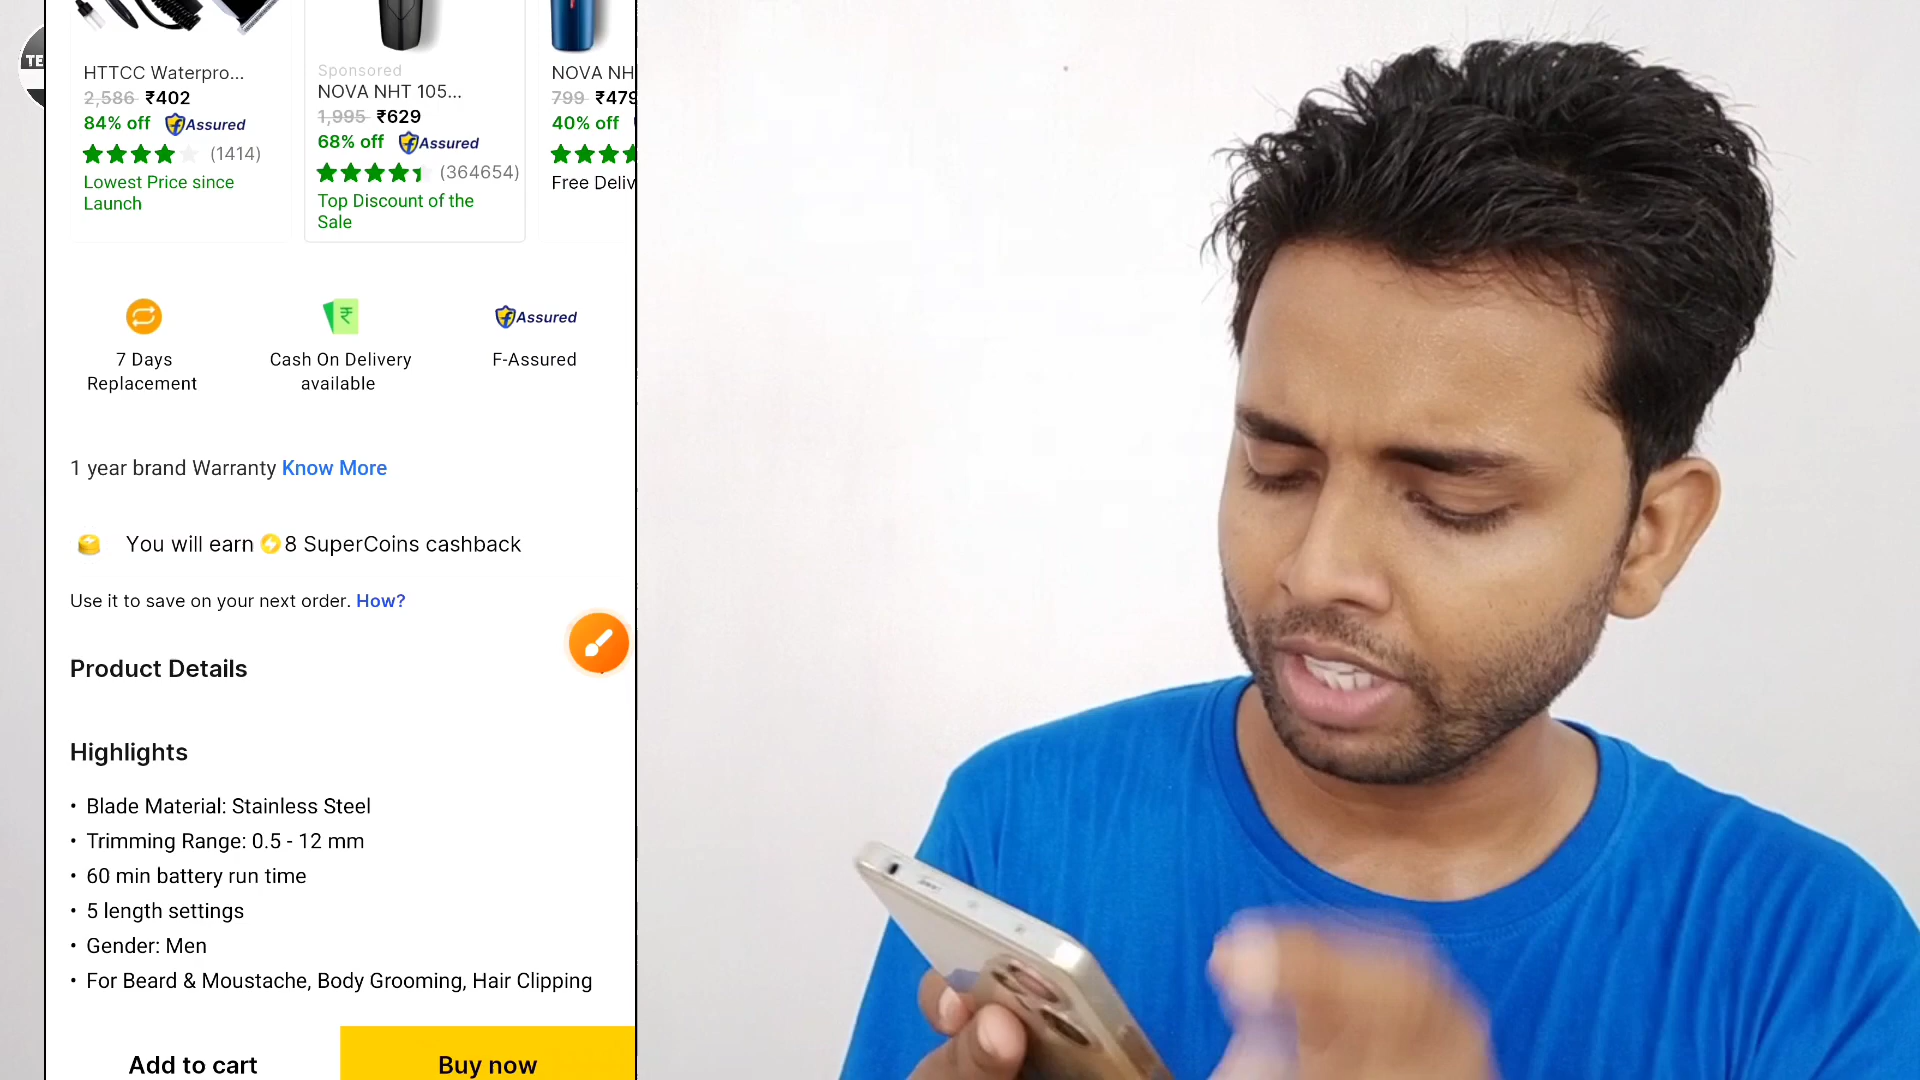 TE
HTTCC Waterpro...
2,586 ₹402
84% off Assured
(1414)
Lowest Price since
Launch
Sponsored
NOVA NHT 105...
1,995 ₹629
68% off Assured
(364654)
Top Discount of the
Sale
NOVA NH
799 ₹479
40% off
Free Deliv
7 Days
Replacement
Cash On Delivery
available
Assured
F-Assured
1 year brand Warranty Know More
You will earn 8 SuperCoins cashback
Use it to save on your next order. How?
Product Details
Highlights
• Blade Material: Stainless Steel
• Trimming Range: 0.5 - 12 mm
• 60 min battery run time
• 5 length settings
• Gender: Men
• For Beard & Moustache, Body Grooming, Hair Clipping
Add to cart
Buy now